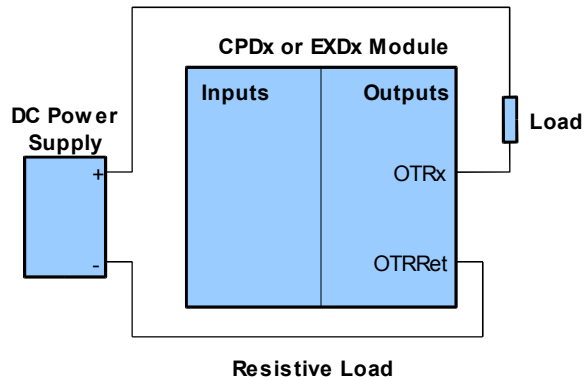 CPDx or EXDx Module
Inputs
Outputs
DC Power
Supply
Load
+
OTRx
-
OTRRet
Resistive Load